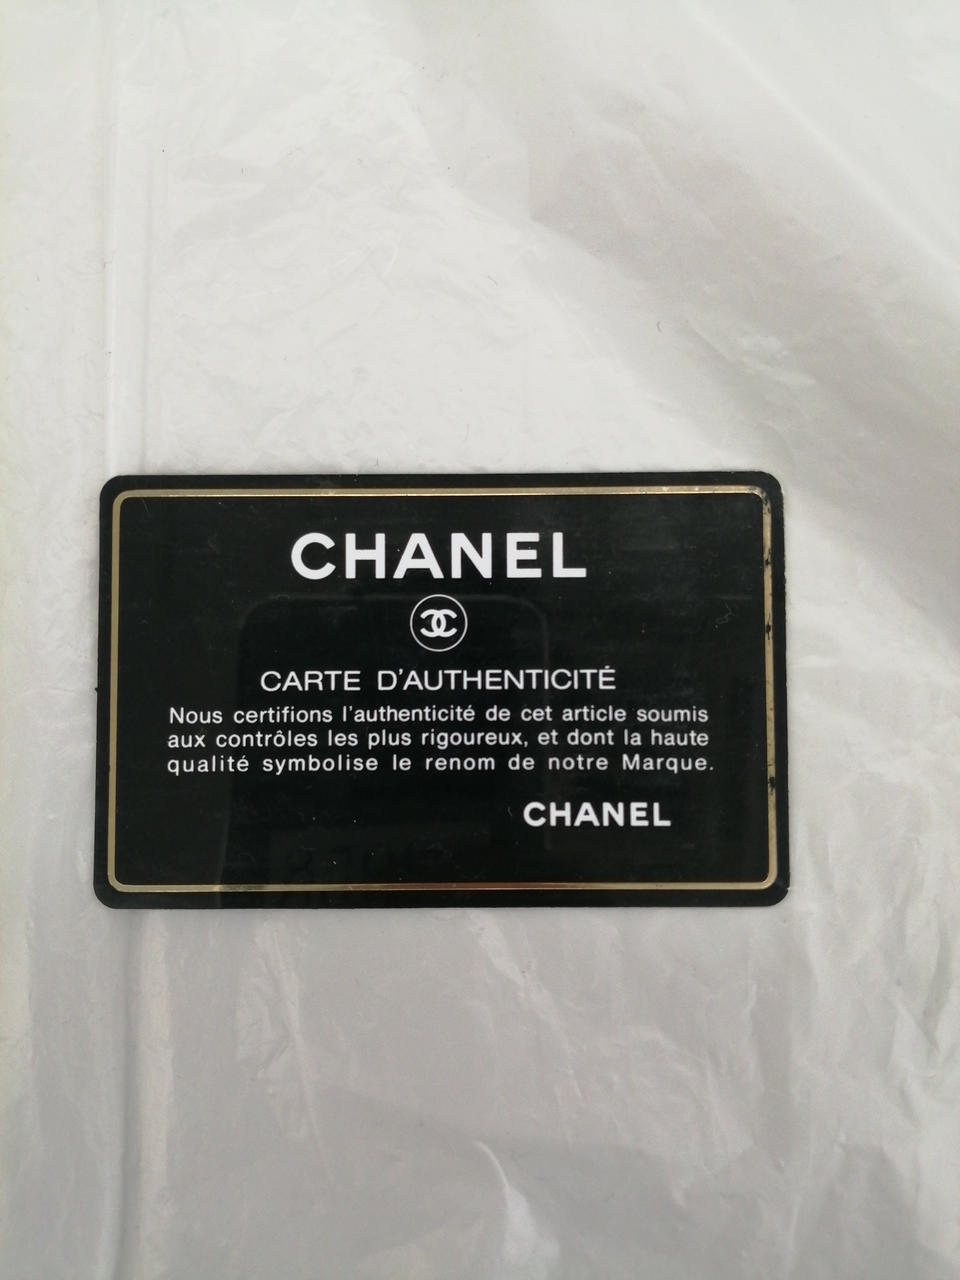 CHANEL
CARTE D'AUTHENTICITÉ
Nous certifions l'authenticité de cet article soumis
aux contrôles les plus rigoureux, et dont la haute
qualité symbolise le renom de notre Marque.
CHANEL